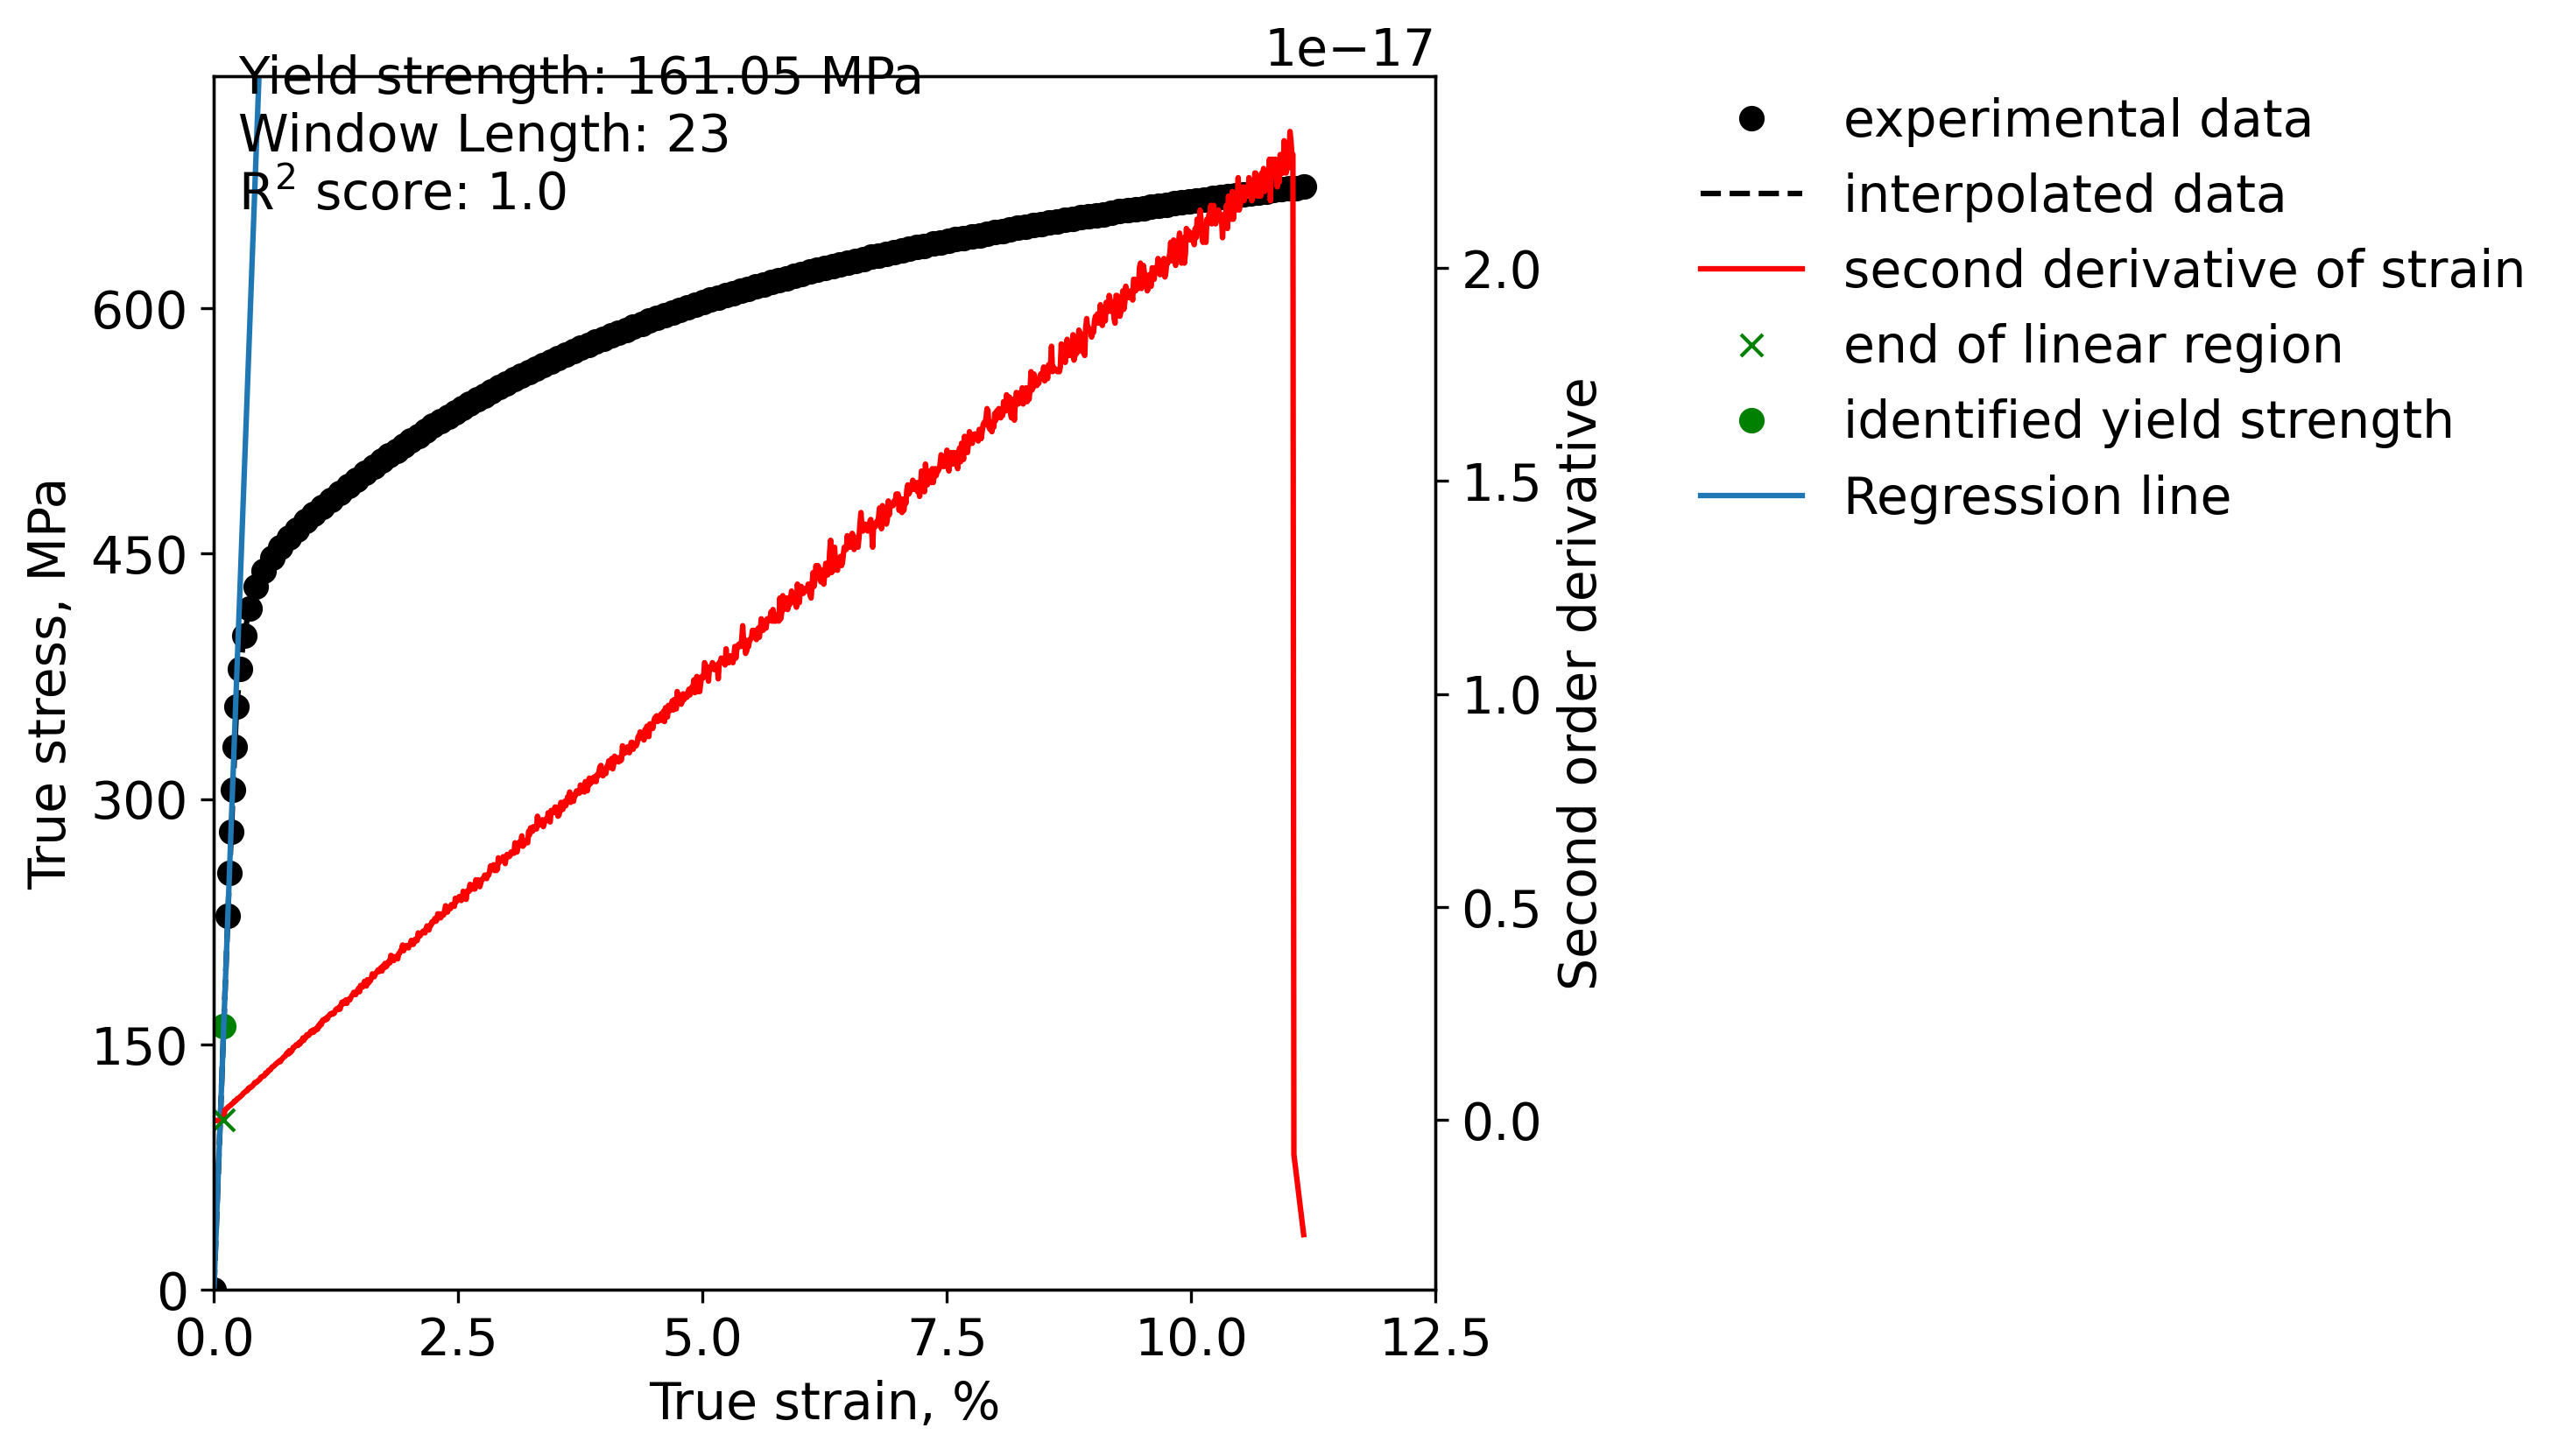 1e−17
Yield strength: 161.05 MPa
Window Length: 23
R² score: 1.0
experimental data
interpolated data
second derivative of strain
end of linear region
identified yield strength
Regression line
True stress, MPa
600
450
300
150
0
2.0
1.5
1.0
0.5
0.0
Second order derivative
0.0 2.5 5.0 7.5 10.0 12.5
True strain, %